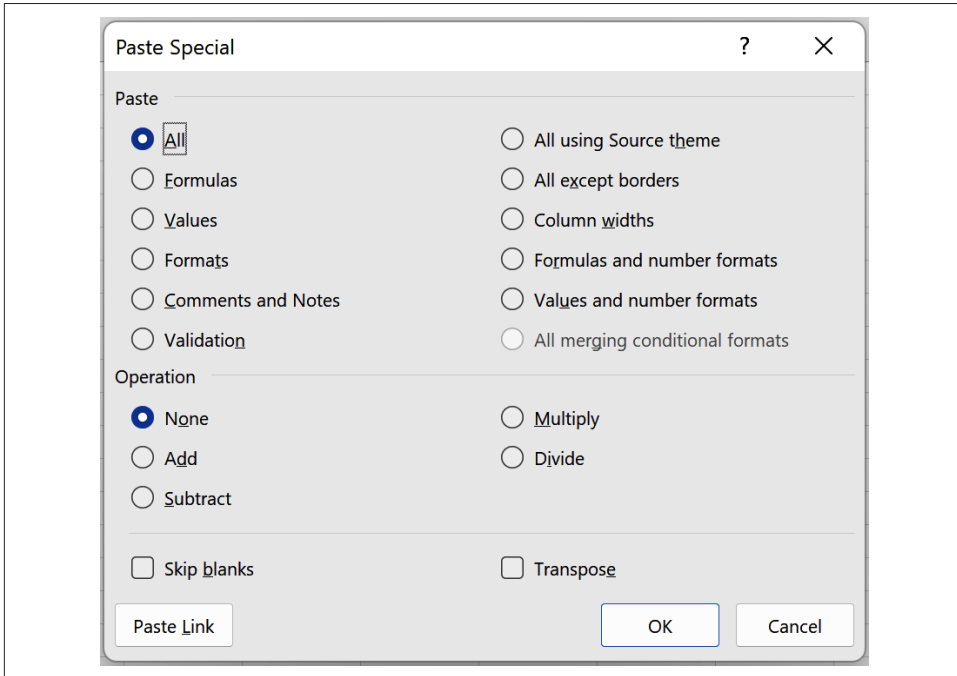 Paste Special ?
Paste
All
Formulas
Values
Formats
Comments and Notes
Validation
All using Source theme
All except borders
Column widths
Formulas and number formats
Values and number formats
All merging conditional formats
Operation
None
Add
Subtract
Multiply
Divide
Skip blanks
Transpose
Paste Link
OK
Cancel